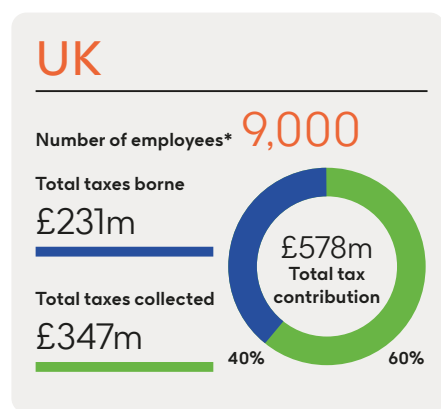 UK
Number of employees* 9,000
Total taxes borne
£231m
Total taxes collected
£347m
£578m
Total tax
contribution
40%
60%